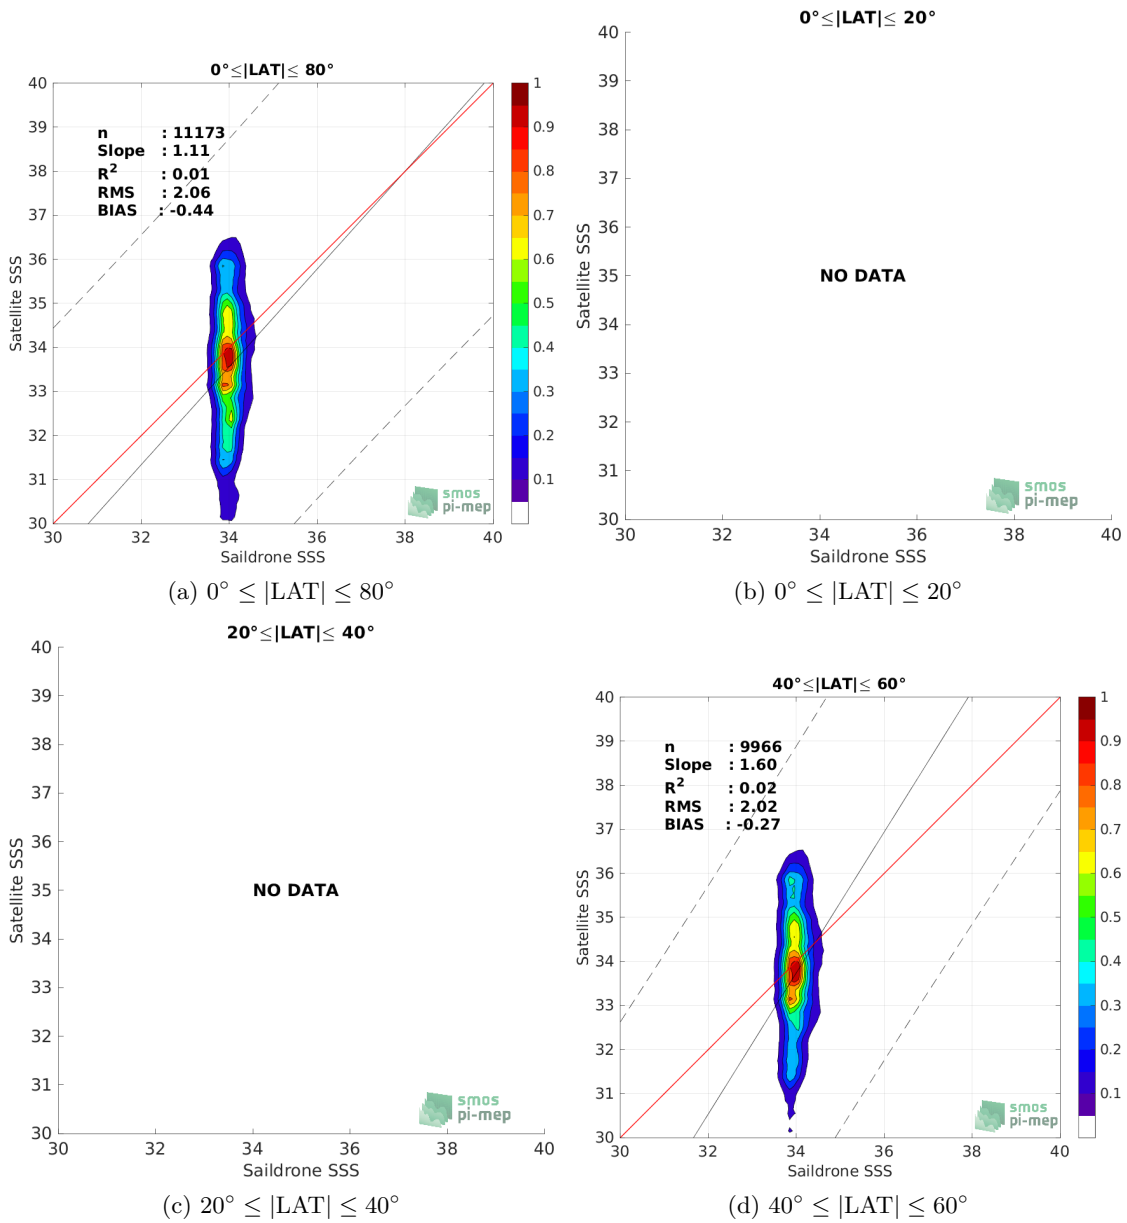 0°≤|LAT|≤ 80°
40
39
38
37
36
35
34
33
32
31
30
Satellite SSS
n : 11173
Slope : 1.11
R² : 0.01
RMS : 2.06
BIAS : -0.44
1
0.9
0.8
0.7
0.6
0.5
0.4
0.3
0.2
0.1
smos
pi-mep
30 32 34 36 38 40
Saildrone SSS
(a) 0° ≤ |LAT| ≤ 80°
0°≤|LAT|≤ 20°
40
39
38
37
36
35
34
33
32
31
30
Satellite SSS
NO DATA
smos
pi-mep
30 32 34 36 38 40
Saildrone SSS
(b) 0° ≤ |LAT| ≤ 20°
20°≤|LAT|≤ 40°
40
39
38
37
36
35
34
33
32
31
30
Satellite SSS
NO DATA
smos
pi-mep
30 32 34 36 38 40
Saildrone SSS
(c) 20° ≤ |LAT| ≤ 40°
40°≤|LAT|≤ 60°
40
39
38
37
36
35
34
33
32
31
30
Satellite SSS
n : 9966
Slope : 1.60
R² : 0.02
RMS : 2.02
BIAS : -0.27
1
0.9
0.8
0.7
0.6
0.5
0.4
0.3
0.2
0.1
smos
pi-mep
30 32 34 36 38 40
Saildrone SSS
(d) 40° ≤ |LAT| ≤ 60°